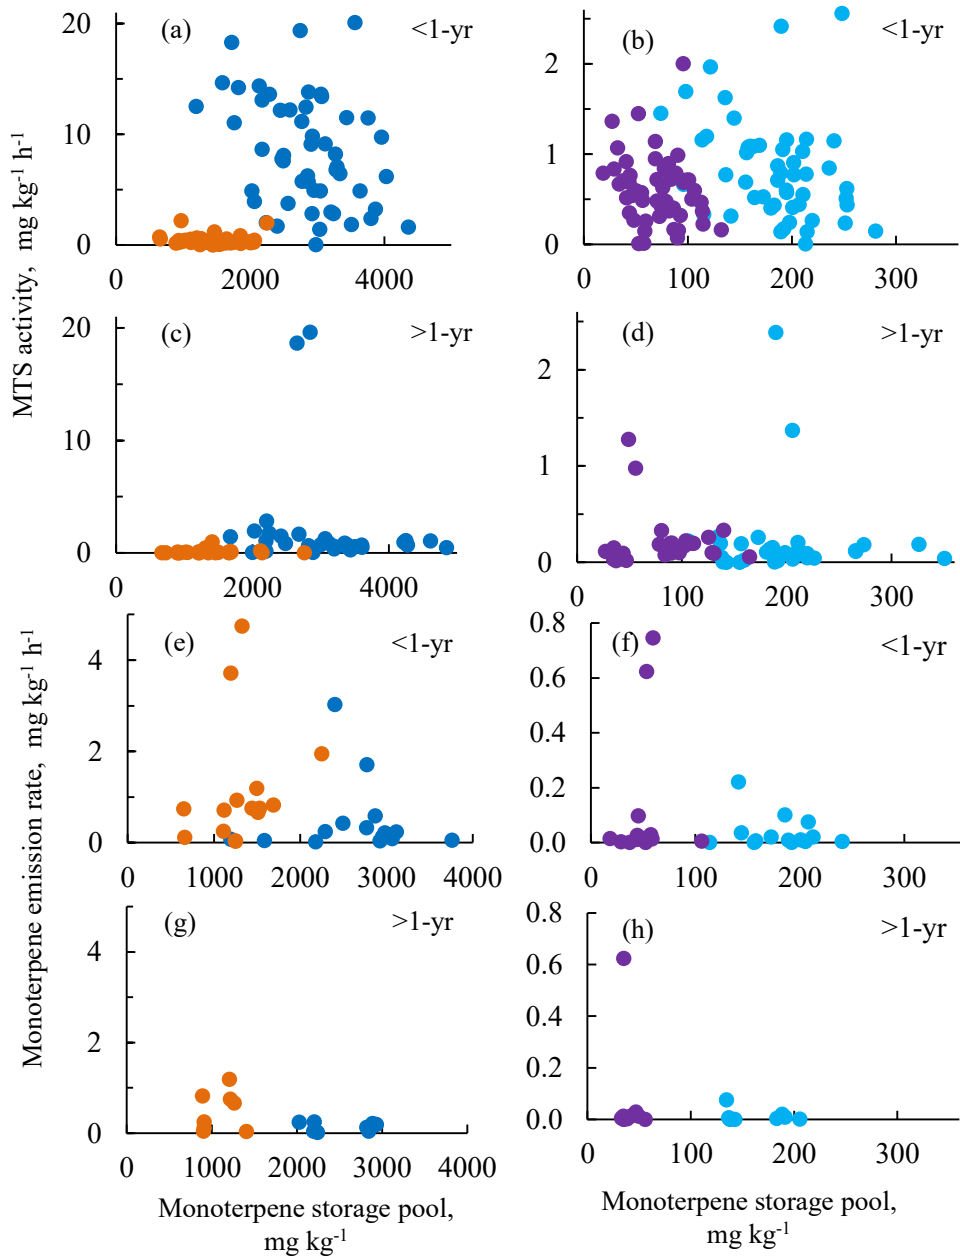 (a)
<1-yr
20
10
0
0
2000
4000
(b)
<1-yr
2
1
0
0
100
200
300
MTS activity, mg kg-1 h-1
(c)
>1-yr
20
10
0
0
2000
4000
(d)
>1-yr
2
1
0
0
100
200
300
(e)
<1-yr
4
2
0
0
1000
2000
3000
4000
(f)
<1-yr
0.8
0.6
0.4
0.2
0.0
0
100
200
300
Monoterpene emission rate, mg kg-1 h-1
(g)
>1-yr
4
2
0
0
1000
2000
3000
4000
(h)
>1-yr
0.8
0.6
0.4
0.2
0.0
0
100
200
300
Monoterpene storage pool,
mg kg-1
Monoterpene storage pool,
mg kg-1